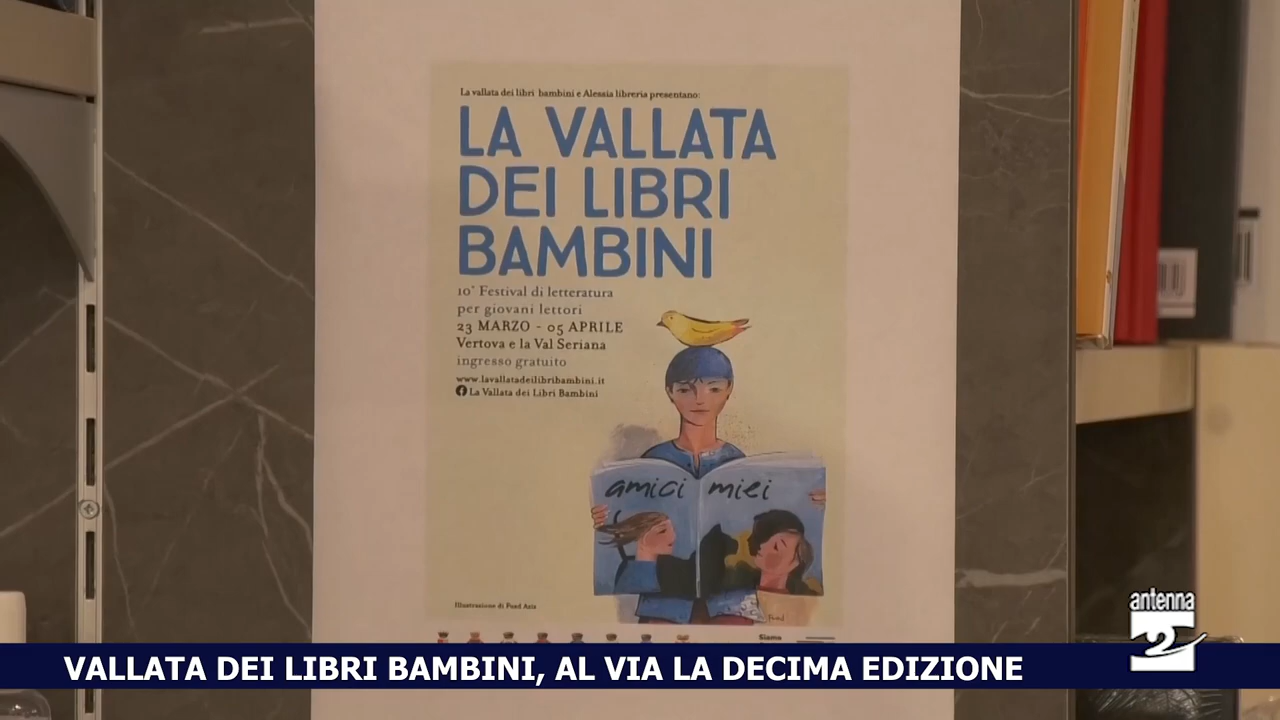 La vallata dei libri bambini e Alessia libreria presentano:
LA VALLATA
DEI LIBRI
BAMBINI
10° Festival di letteratura
per giovani lettori
23 MARZO - 05 APRILE
Vertova e la Val Seriana
ingresso gratuito
www.lavallatadeilibribambini.it
La Vallata dei Libri Bambini
amici miei
Illustrazione di Fuad Aziz
Fuad
Siamo
antenna
2
VALLATA DEI LIBRI BAMBINI, AL VIA LA DECIMA EDIZIONE